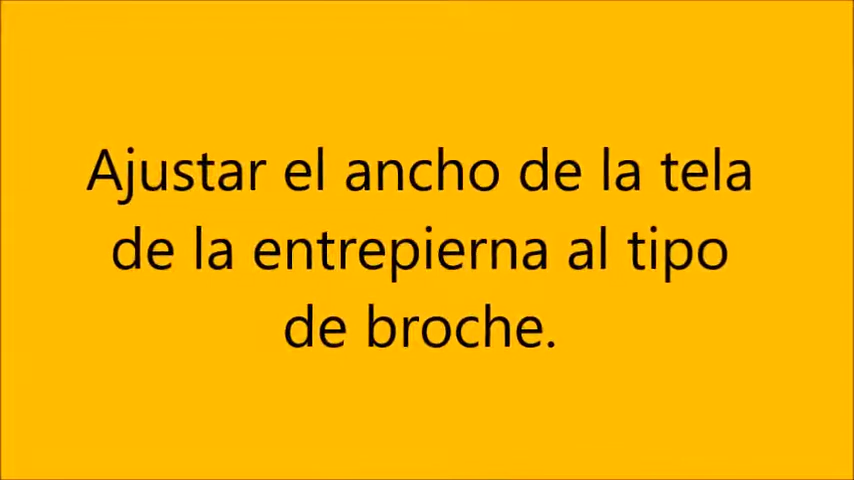 Ajustar el ancho de la tela
de la entrepierna al tipo
de broche.